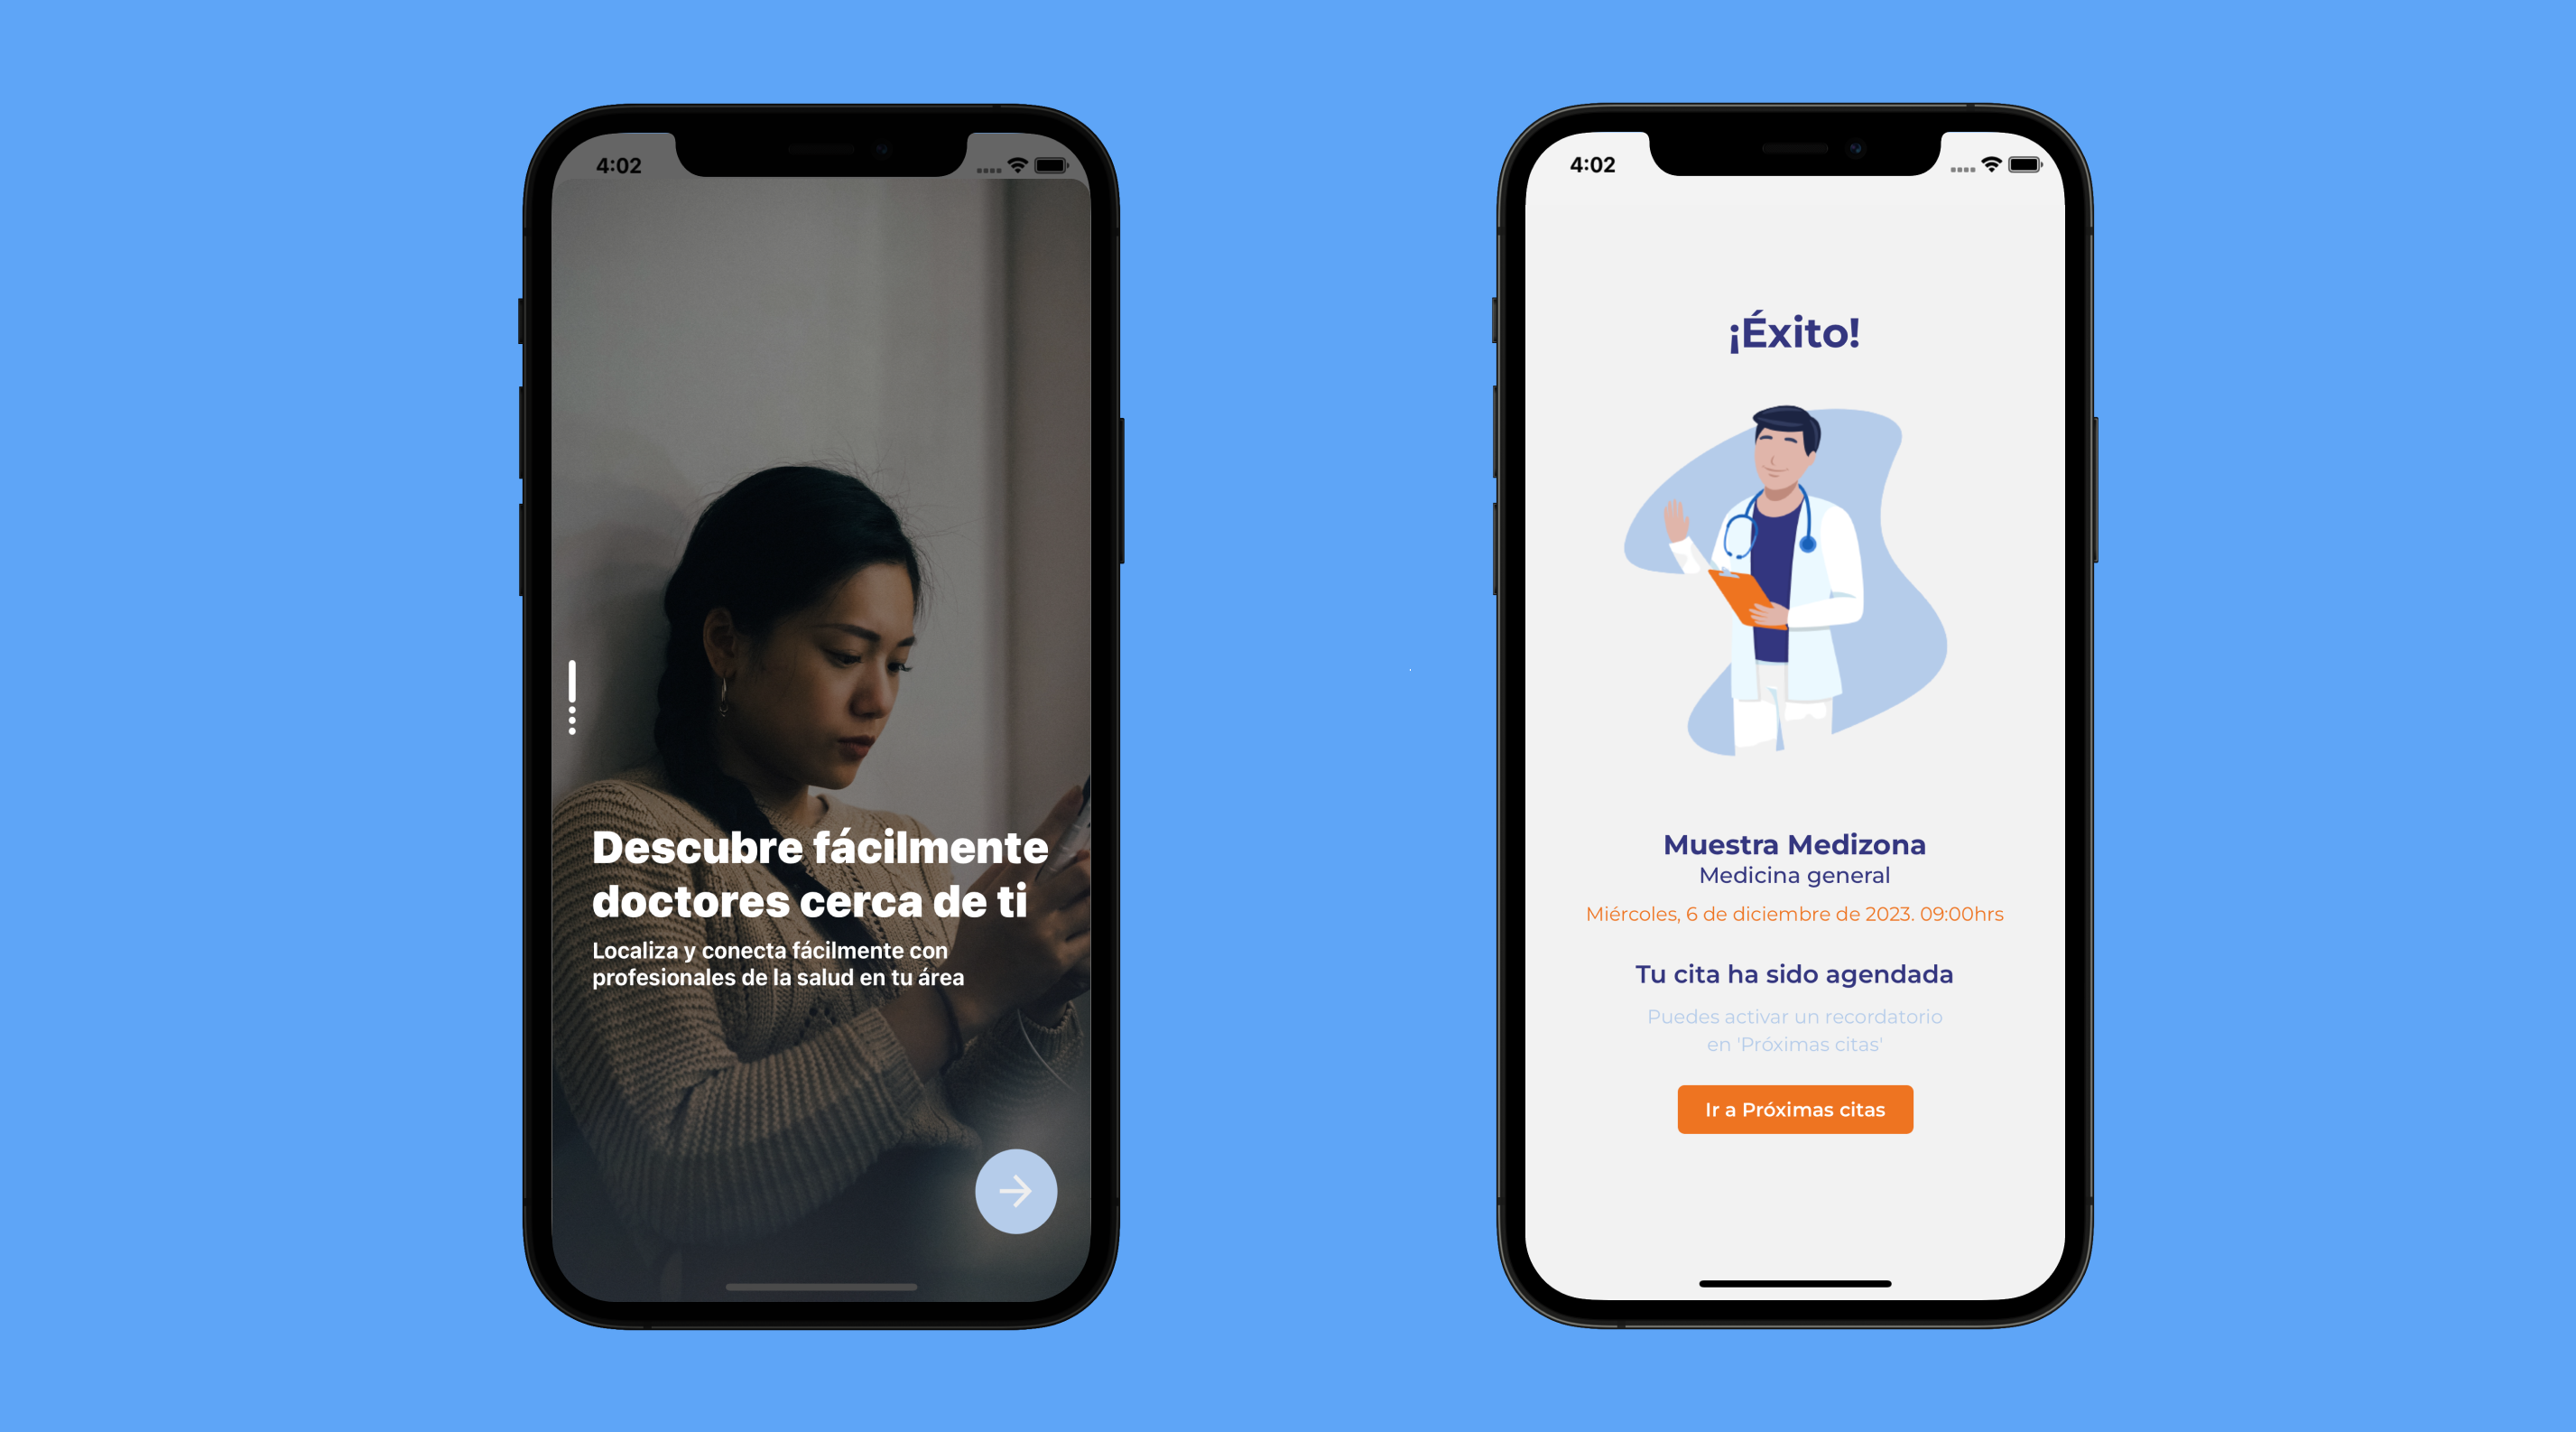 4:02
Descubre fácilmente
doctores cerca de ti
Localiza y conecta fácilmente con
profesionales de la salud en tu área
4:02
¡Éxito!
Muestra Medizona
Medicina general
Miércoles, 6 de diciembre de 2023. 09:00hrs
Tu cita ha sido agendada
Puedes activar un recordatorio
en 'Próximas citas'
Ir a Próximas citas